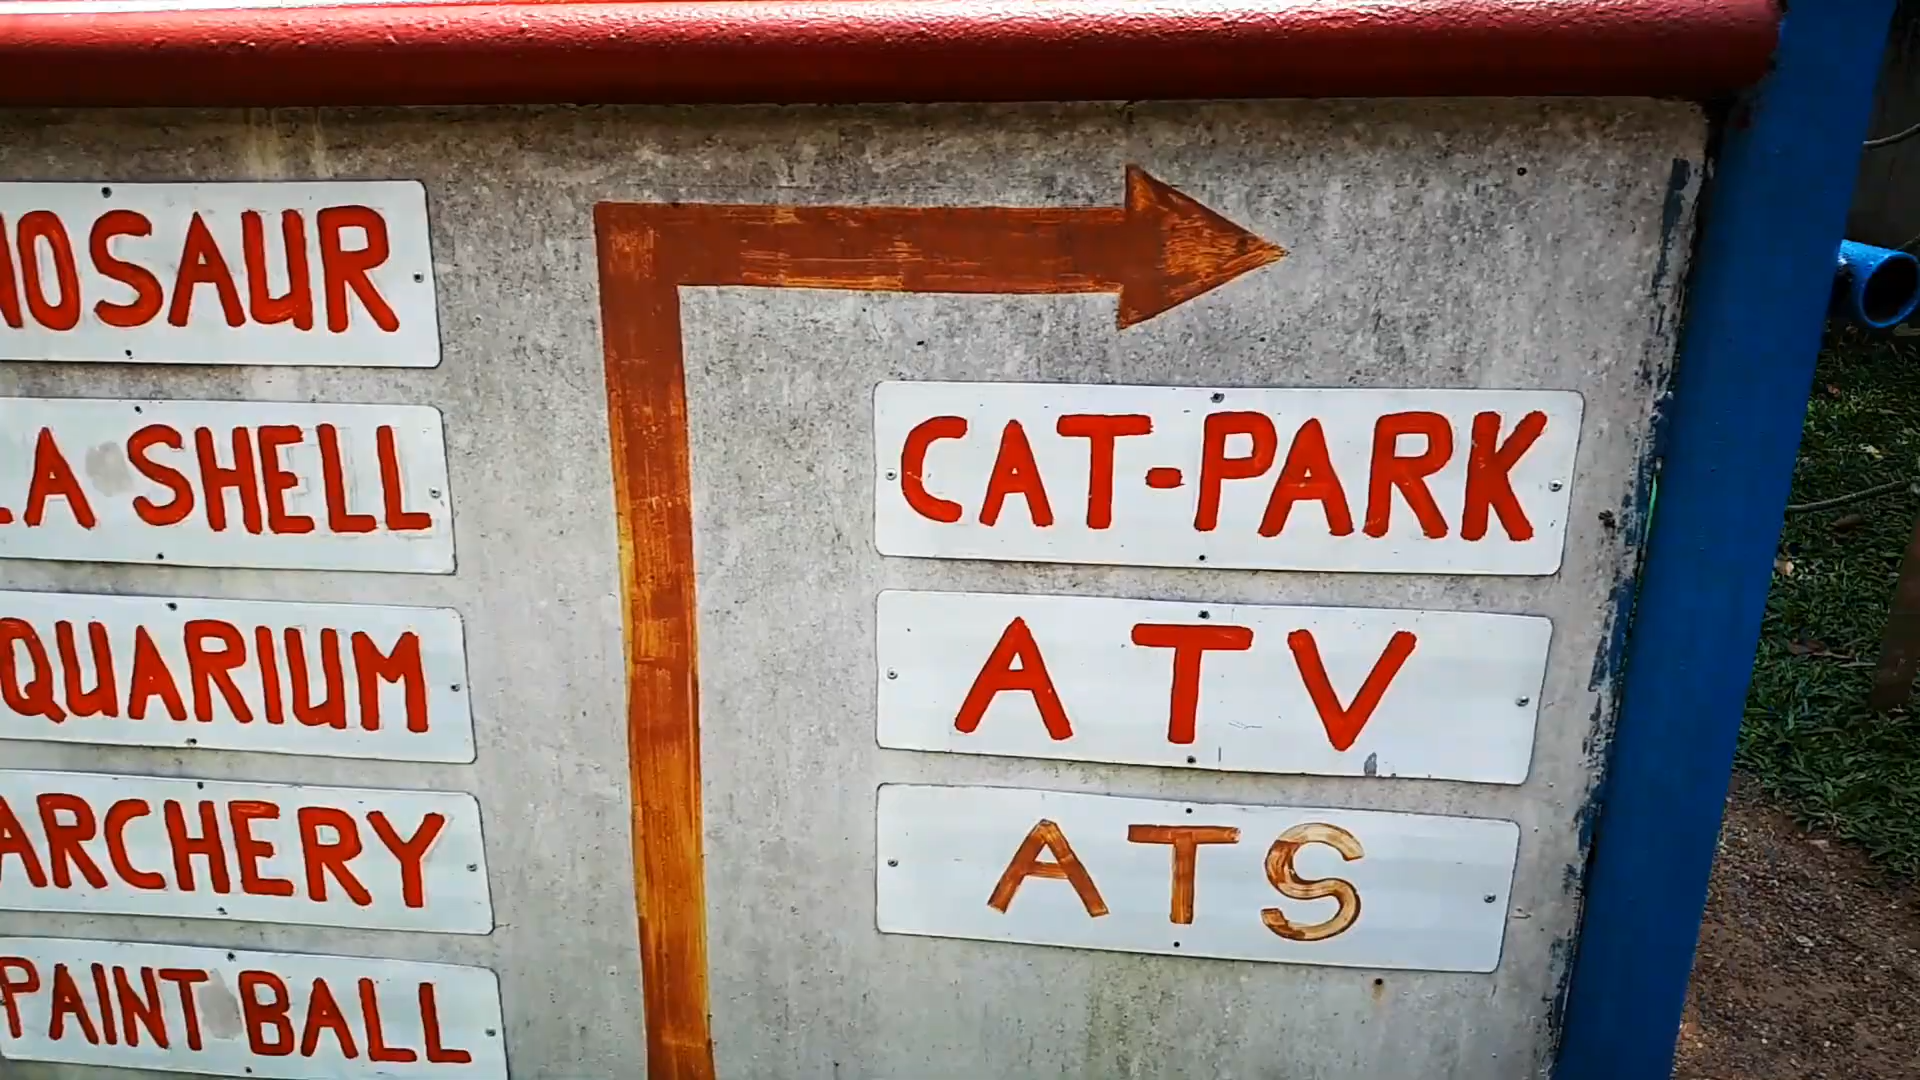 NOSAUR
A SHELL
QUARIUM
ARCHERY
PAINT BALL
CAT-PARK
ATV
ATS